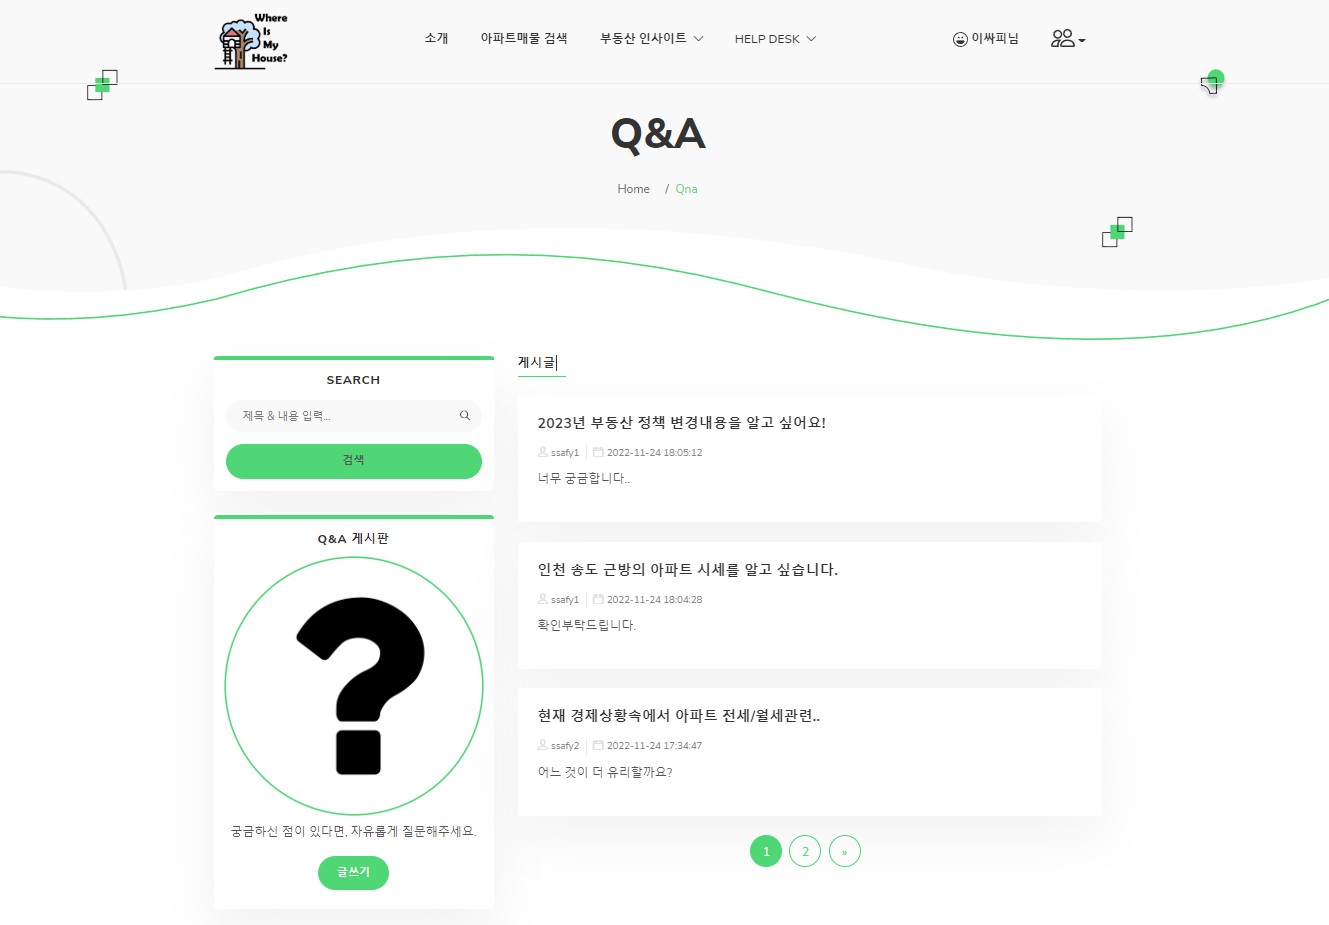 Where
Is
My
House?
소개
아파트매물 검색
부동산 인사이트
HELP DESK
이싸피님
Q&A
Home / Qna
SEARCH
제목 & 내용 입력...
검색
Q&A 게시판
궁금하신 점이 있다면, 자유롭게 질문해주세요.
글쓰기
게시글
2023년 부동산 정책 변경내용을 알고 싶어요!
ssafy1 2022-11-24 18:05:12
너무 궁금합니다..
인천 송도 근방의 아파트 시세를 알고 싶습니다.
ssafy1 2022-11-24 18:04:28
확인부탁드립니다.
현재 경제상황속에서 아파트 전세/월세관련..
ssafy2 2022-11-24 17:34:47
어느 것이 더 유리할까요?
1 2 »